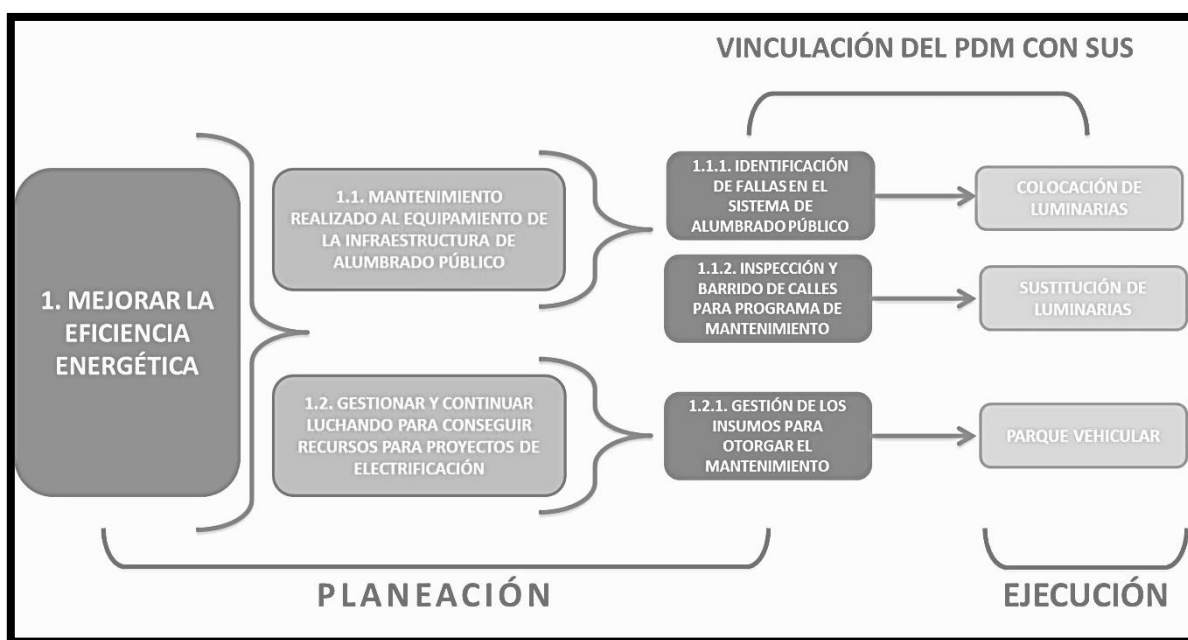 VINCULACIÓN DEL PDM CON SUS
1. MEJORAR LA
EFICIENCIA
ENERGÉTICA
1.1. MANTENIMIENTO
REALIZADO AL EQUIPAMIENTO DE
LA INFRAESTRUCTURA DE
ALUMBRADO PÚBLICO
1.2. GESTIONAR Y CONTINUAR
LUCHANDO PARA CONSEGUIR
RECURSOS PARA PROYECTOS DE
ELECTRIFICACIÓN
1.1.1. IDENTIFICACIÓN
DE FALLAS EN EL
SISTEMA DE
ALUMBRADO PÚBLICO
COLOCACIÓN DE
LUMINARIAS
1.1.2. INSPECCIÓN Y
BARRIDO DE CALLES
PARA PROGRAMA DE
MANTENIMIENTO
SUSTITUCIÓN DE
LUMINARIAS
1.2.1. GESTIÓN DE LOS
INSUMOS PARA
OTORGAR EL
MANTENIMIENTO
PARQUE VEHICULAR
PLANEACIÓN
EJECUCIÓN